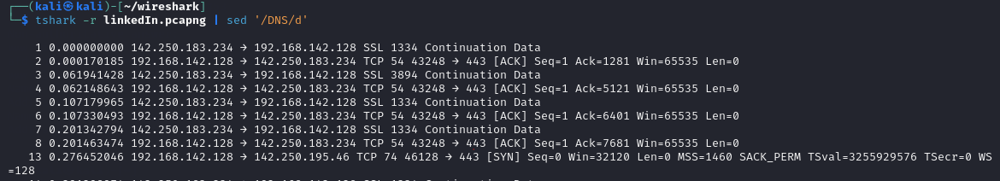 ┌──(kali㉿kali)-[~/wireshark]
└─$ tshark -r linkedIn.pcapng | sed '/DNS/d'
1 0.000000000 142.250.183.234 → 192.168.142.128 SSL 1334 Continuation Data
2 0.000170185 192.168.142.128 → 142.250.183.234 TCP 54 43248 → 443 [ACK] Seq=1 Ack=1281 Win=65535 Len=0
3 0.061941428 142.250.183.234 → 192.168.142.128 SSL 3894 Continuation Data
4 0.062148643 192.168.142.128 → 142.250.183.234 TCP 54 43248 → 443 [ACK] Seq=1 Ack=5121 Win=65535 Len=0
5 0.107179965 142.250.183.234 → 192.168.142.128 SSL 1334 Continuation Data
6 0.107330493 192.168.142.128 → 142.250.183.234 TCP 54 43248 → 443 [ACK] Seq=1 Ack=6401 Win=65535 Len=0
7 0.201342794 142.250.183.234 → 192.168.142.128 SSL 1334 Continuation Data
8 0.201463474 192.168.142.128 → 142.250.183.234 TCP 54 43248 → 443 [ACK] Seq=1 Ack=7681 Win=65535 Len=0
13 0.276452046 192.168.142.128 → 142.250.195.46 TCP 74 46128 → 443 [SYN] Seq=0 Win=32120 Len=0 MSS=1460 SACK_PERM TSval=3255929576 TSecr=0 WS
=128